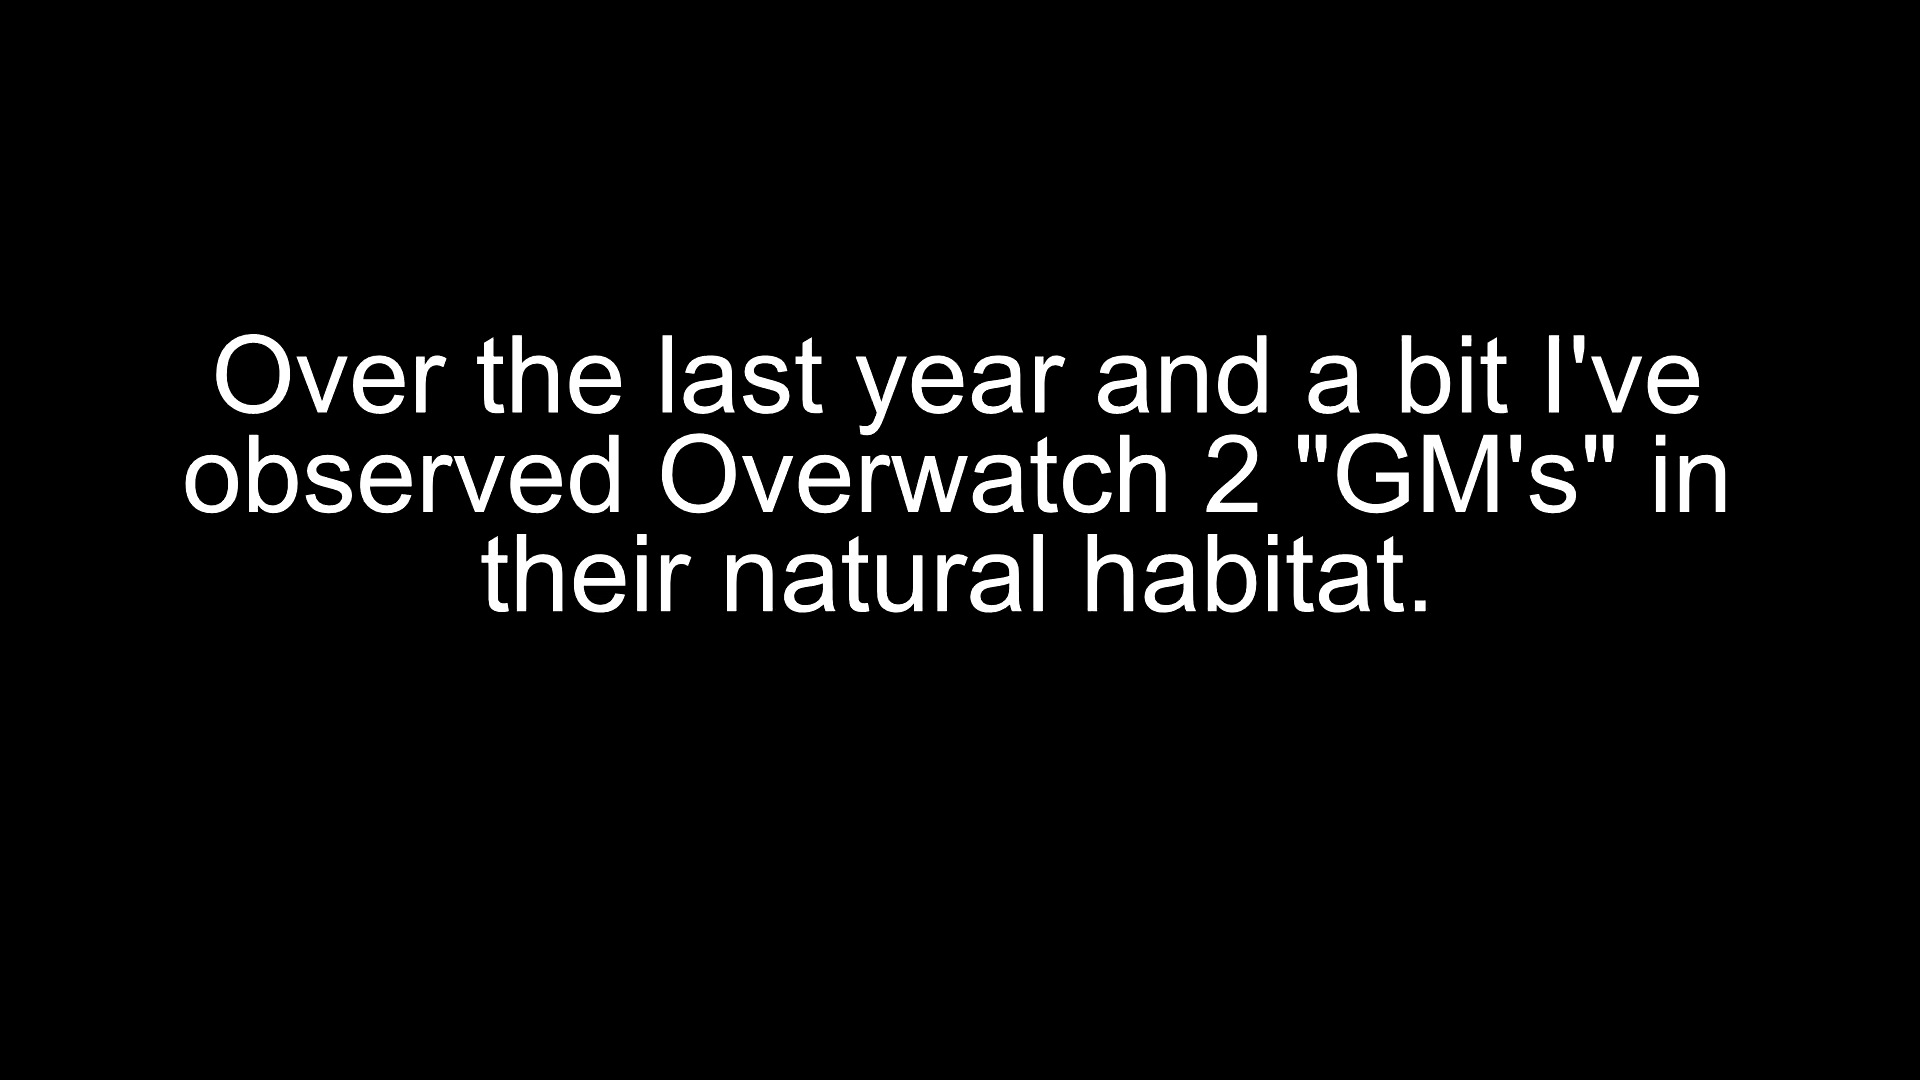 Over the last year and a bit I've
observed Overwatch 2 "GM's" in
their natural habitat.